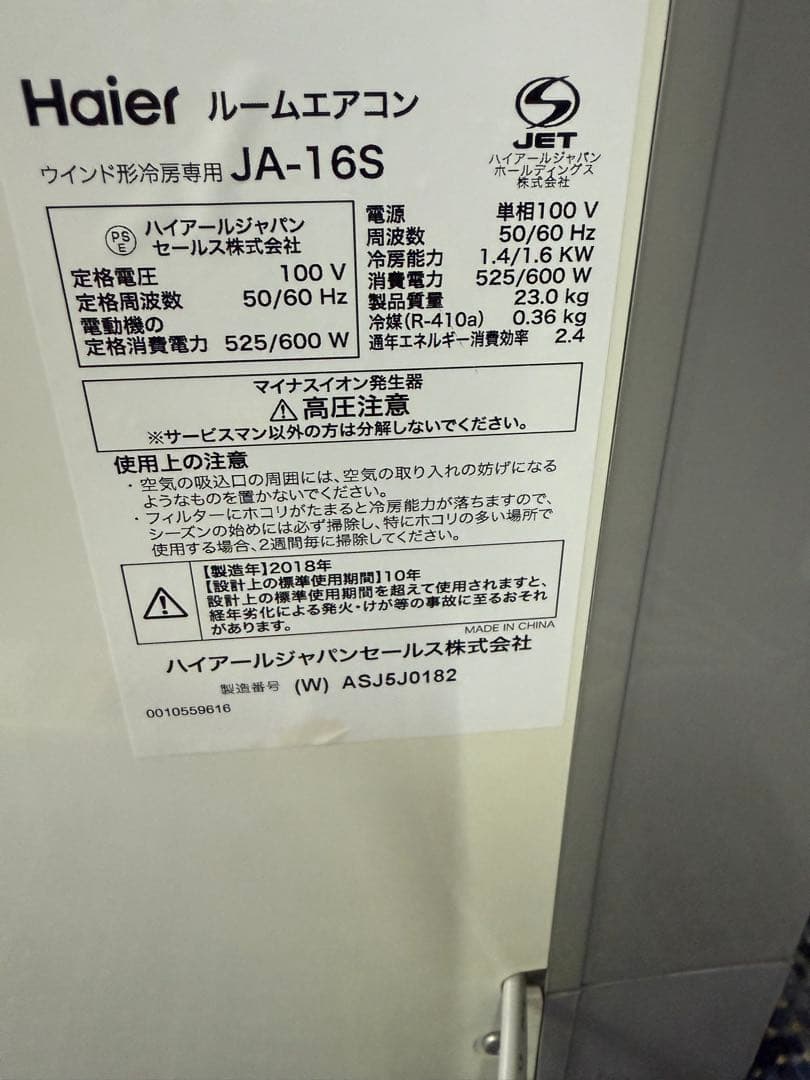 Haier ルームエアコン
ウインド形冷房専用 JA-16S
JET
ハイアールジャパン
ホールディングス
株式会社
PS
E
ハイアールジャパン
セールス株式会社
定格電圧 100 V
定格周波数 50/60 Hz
電動機の
定格消費電力 525/600 W
電源 単相100 V
周波数 50/60 Hz
冷房能力 1.4/1.6 KW
消費電力 525/600 W
製品質量 23.0 kg
冷媒(R-410a) 0.36 kg
通年エネルギー消費効率 2.4
マイナスイオン発生器
高圧注意
※サービスマン以外の方は分解しないでください。
使用上の注意
・空気の吸込口の周囲には、空気の取り入れの妨げになる
ようなものを置かないでください。
・フィルターにホコリがたまると冷房能力が落ちますので、
シーズンの始めには必ず掃除し、特にホコリの多い場所で
使用する場合、2週間毎に掃除してください。
【製造年】2018年
【設計上の標準使用期間】10年
設計上の標準使用期間を超えて使用されますと、
経年劣化による発火・けが等の事故に至るおそれ
があります。
MADE IN CHINA
ハイアールジャパンセールス株式会社
製造番号 (W) ASJ5J0182
0010559616